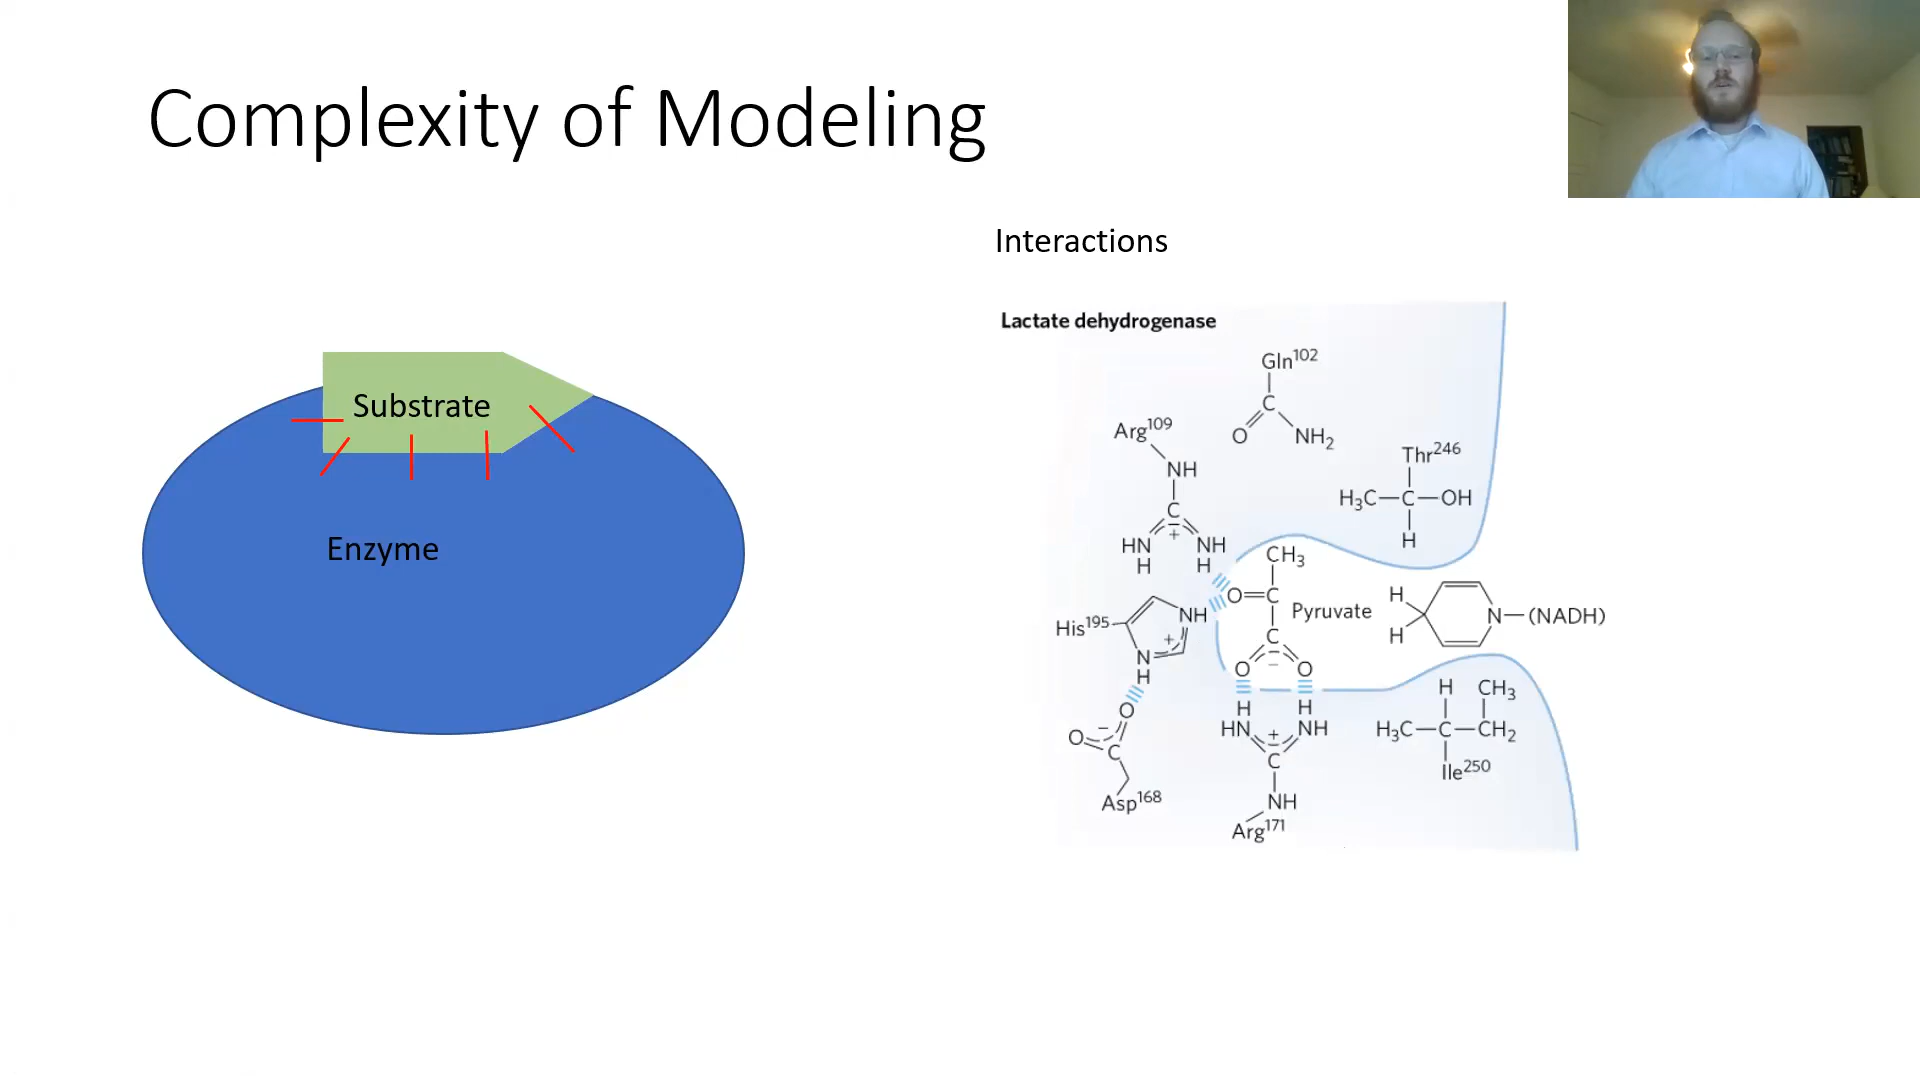 Complexity of Modeling
Interactions
Substrate
Enzyme
Lactate dehydrogenase
Gln102
C
O
NH2
Arg109
NH
C
+
HN
NH
H
H
Thr246
H3C—C—OH
H
CH3
O=C
Pyruvate
C
O
−
O
H
H
N—(NADH)
His195
NH
+
N
H
O
−
O
C
Asp168
H
H
HN
+
NH
C
NH
Arg171
H
CH3
H3C—C—CH2
Ile250